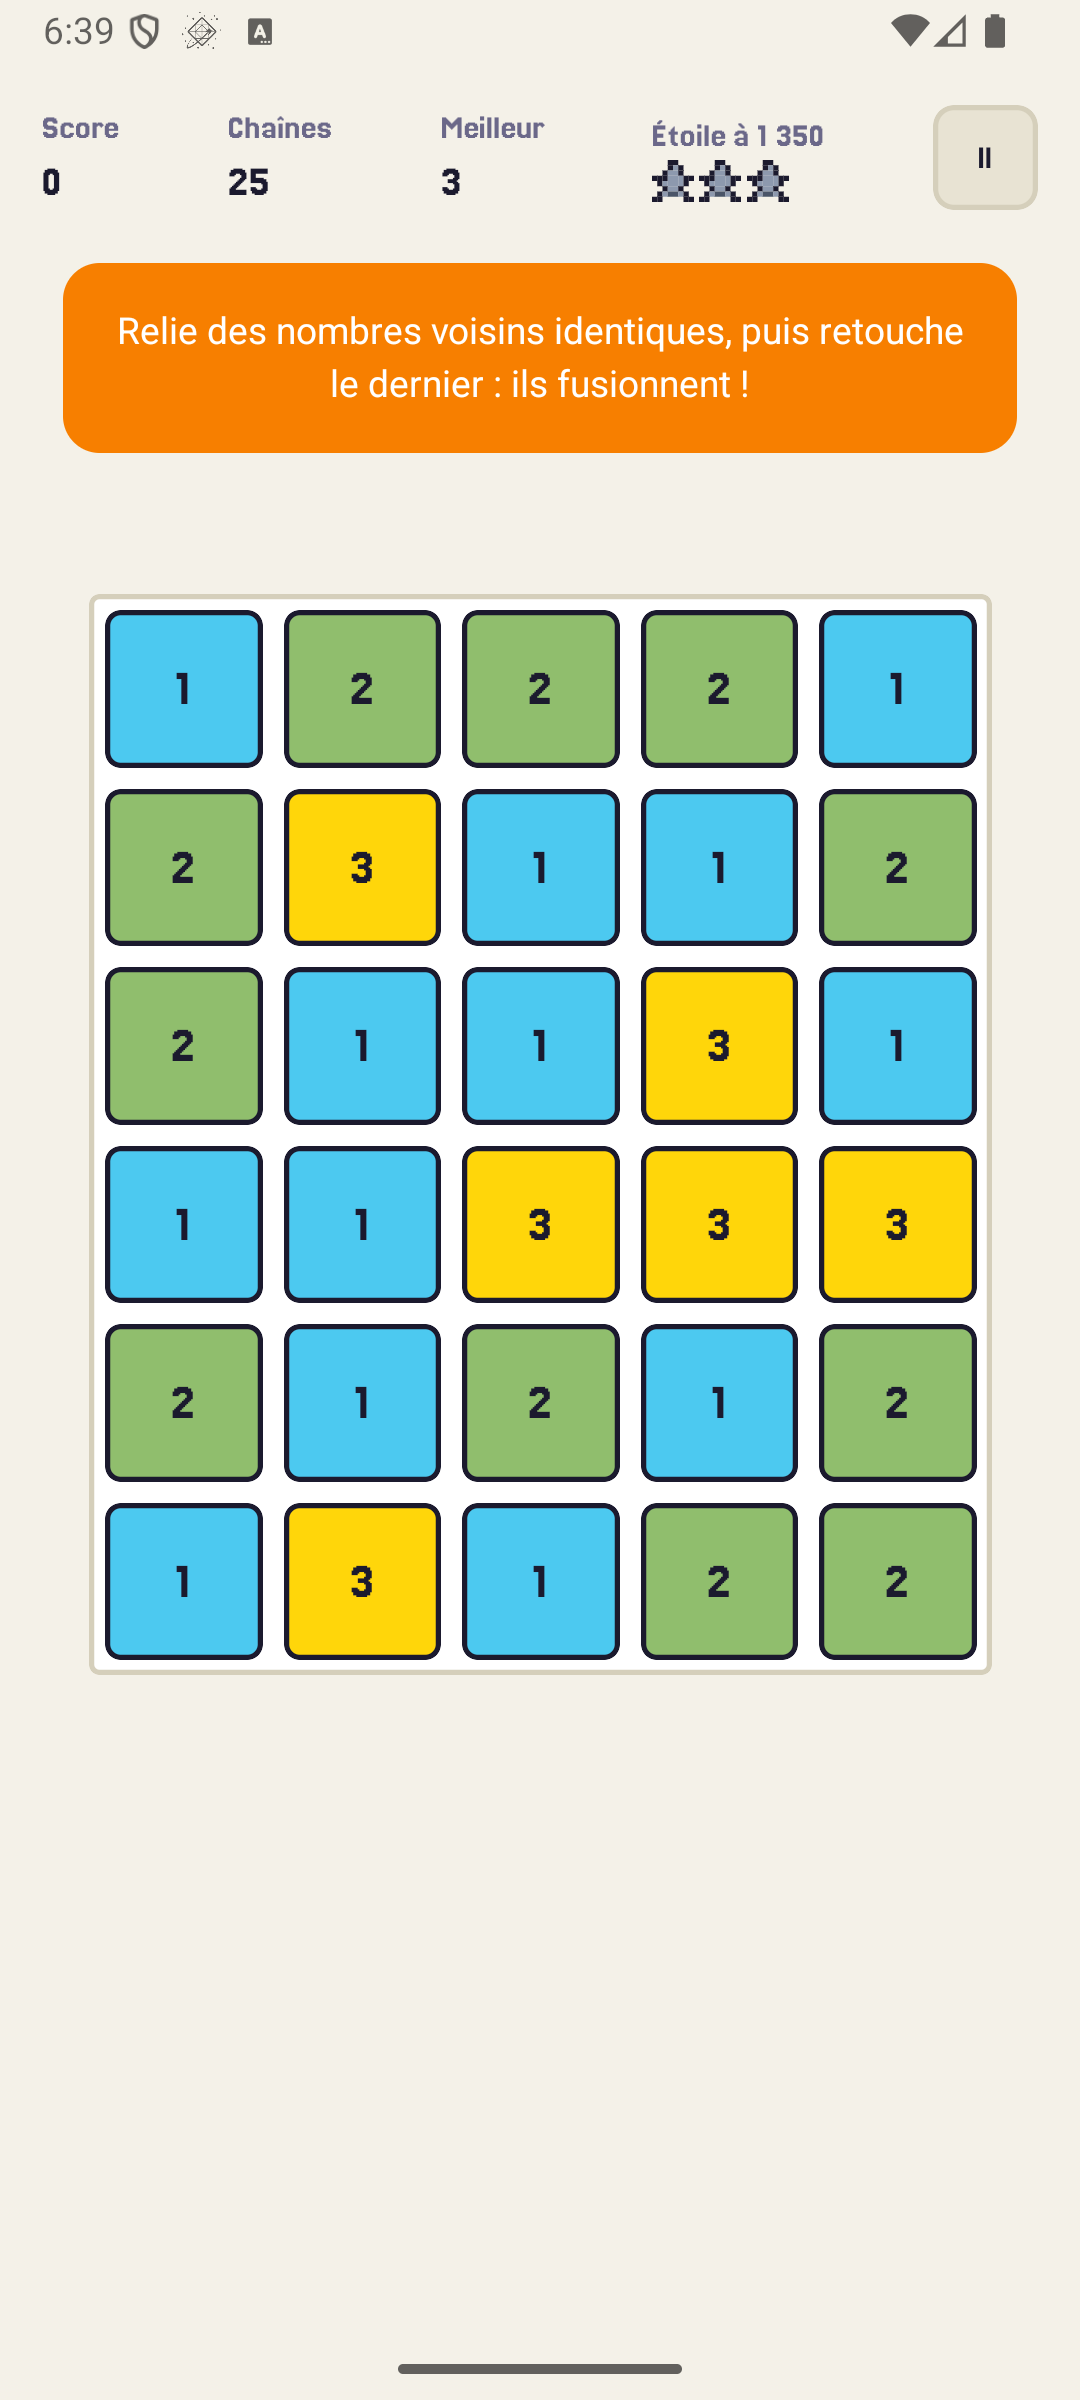 6:39
A
Score
Chaînes
Meilleur
Étoile à 1 350
0
25
3
Relie des nombres voisins identiques, puis retouche
le dernier : ils fusionnent !
1 2 2 2 1
2 3 1 1 2
2 1 1 3 1
1 1 3 3 3
2 1 2 1 2
1 3 1 2 2